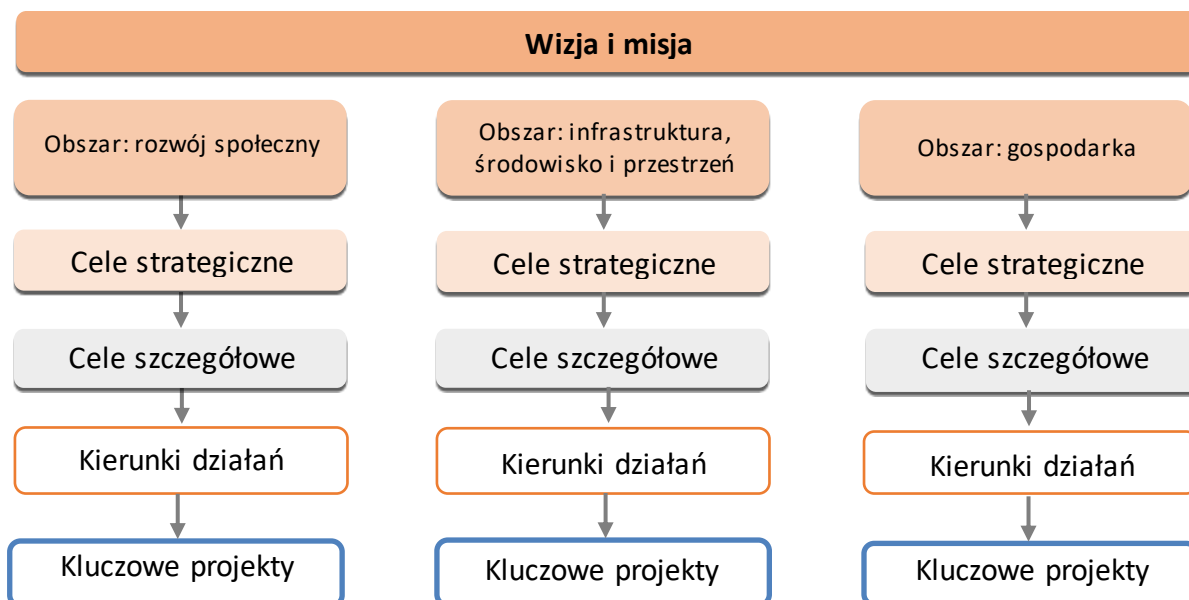 Wizja i misja
Obszar: rozwój społeczny
Obszar: infrastruktura,
środowisko i przestrzeń
Obszar: gospodarka
Cele strategiczne
Cele strategiczne
Cele strategiczne
Cele szczegółowe
Cele szczegółowe
Cele szczegółowe
Kierunki działań
Kierunki działań
Kierunki działań
Kluczowe projekty
Kluczowe projekty
Kluczowe projekty